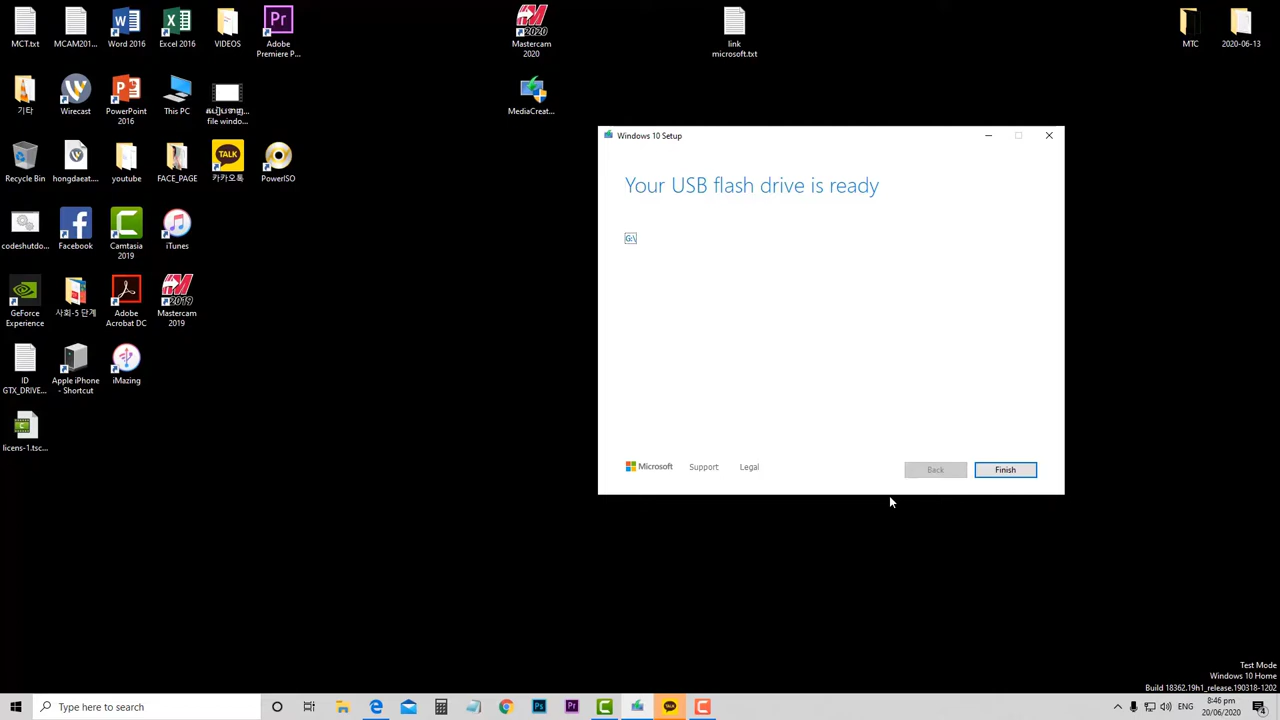 MCT.txt
MCAM201...
Word 2016
Excel 2016
VIDEOS
Adobe
Premiere P...
Mastercam
2020
link
microsoft.txt
MTC
2020-06-13
기타
Wirecast
PowerPoint
2016
This PC
file windo...
MediaCreat...
Recycle Bin
hongdaeat....
youtube
FACE_PAGE
TALK
카카오톡
PowerISO
codeshutdo...
Facebook
Camtasia
2019
iTunes
GeForce
Experience
사회-5 단계
Adobe
Acrobat DC
Mastercam
2019
ID
GTX_DRIVE...
Apple iPhone
- Shortcut
iMazing
licens-1.tsc...
Windows 10 Setup
Your USB flash drive is ready
G:\
Microsoft
Support
Legal
Back
Finish
Test Mode
Windows 10 Home
Build 18362.19h1_release.190318-1202
Type here to search
ENG
8:46 pm
20/06/2020